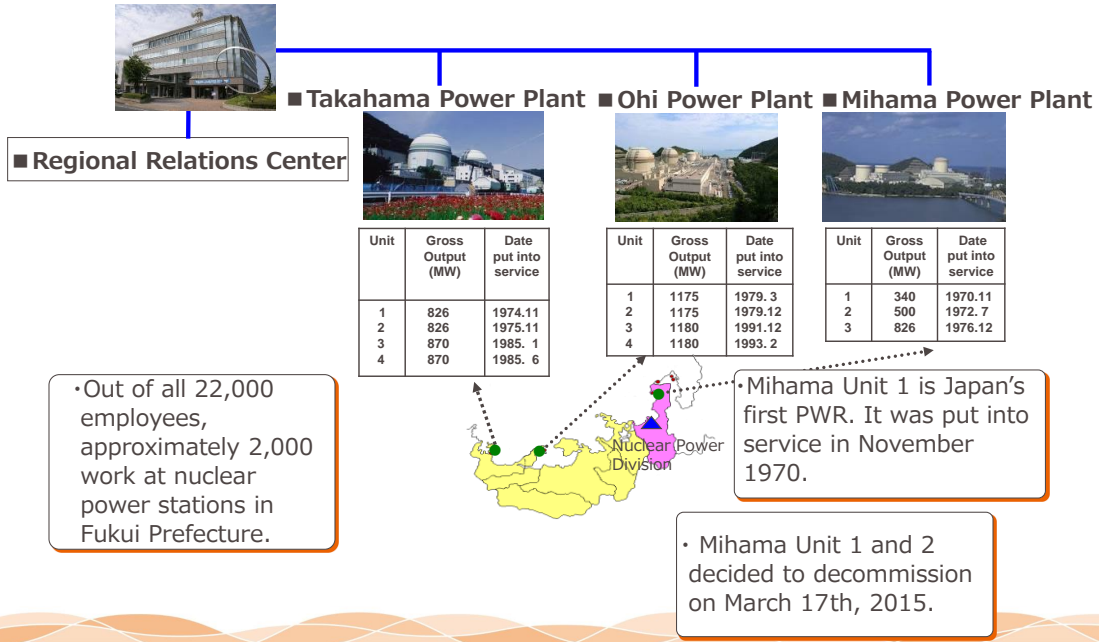 ■Takahama Power Plant ■Ohi Power Plant ■Mihama Power Plant
■Regional Relations Center
Unit Gross Output (MW) Date put into service
1 826 1974.11
2 826 1975.11
3 870 1985. 1
4 870 1985. 6
Unit Gross Output (MW) Date put into service
1 1175 1979. 3
2 1175 1979.12
3 1180 1991.12
4 1180 1993. 2
Unit Gross Output (MW) Date put into service
1 340 1970.11
2 500 1972. 7
3 826 1976.12
・Out of all 22,000
employees,
approximately 2,000
work at nuclear
power stations in
Fukui Prefecture.
Nuclear Power
Division
・Mihama Unit 1 is Japan's
first PWR. It was put into
service in November
1970.
・ Mihama Unit 1 and 2
decided to decommission
on March 17th, 2015.